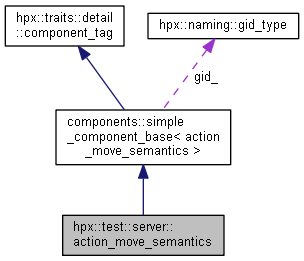 hpx::traits::detail
::component_tag
hpx::naming::gid_type
gid_
components::simple
_component_base< action
_move_semantics >
hpx::test::server::
action_move_semantics